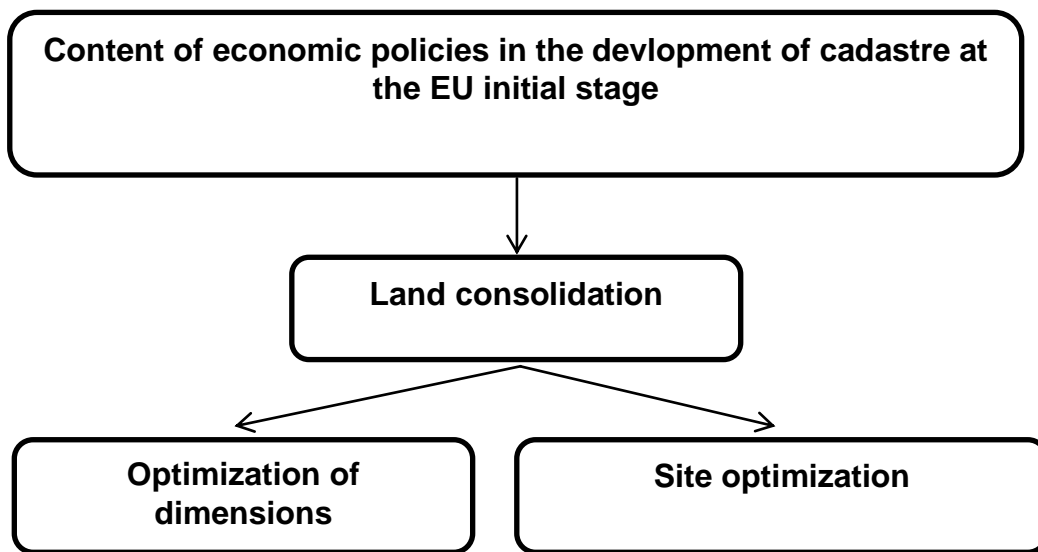 Content of economic policies in the devlopment of cadastre at
the EU initial stage
Land consolidation
Optimization of
dimensions
Site optimization